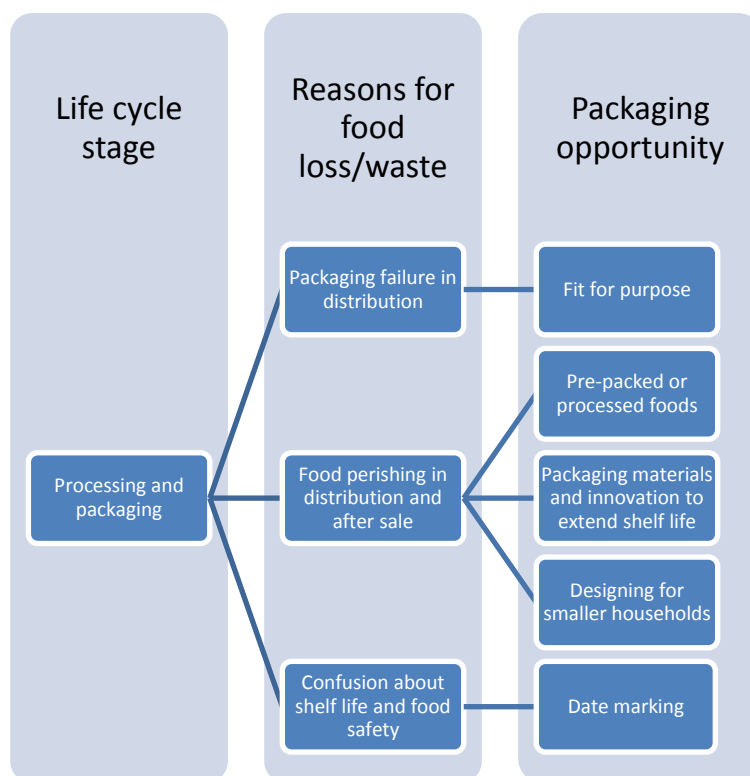 Life cycle
stage
Reasons for
food
loss/waste
Packaging
opportunity
Processing and
packaging
Packaging failure in
distribution
Fit for purpose
Food perishing in
distribution and
after sale
Pre-packed or
processed foods
Packaging materials
and innovation to
extend shelf life
Designing for
smaller households
Confusion about
shelf life and food
safety
Date marking